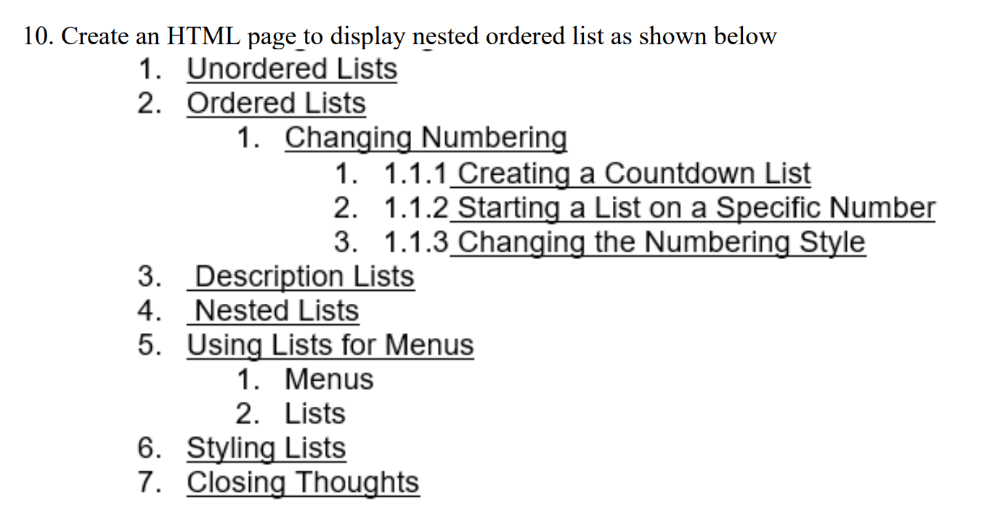 10. Create an HTML page to display nested ordered list as shown below
1. Unordered Lists
2. Ordered Lists
1. Changing Numbering
1. 1.1.1 Creating a Countdown List
2. 1.1.2 Starting a List on a Specific Number
3. 1.1.3 Changing the Numbering Style
3. Description Lists
4. Nested Lists
5. Using Lists for Menus
1. Menus
2. Lists
6. Styling Lists
7. Closing Thoughts